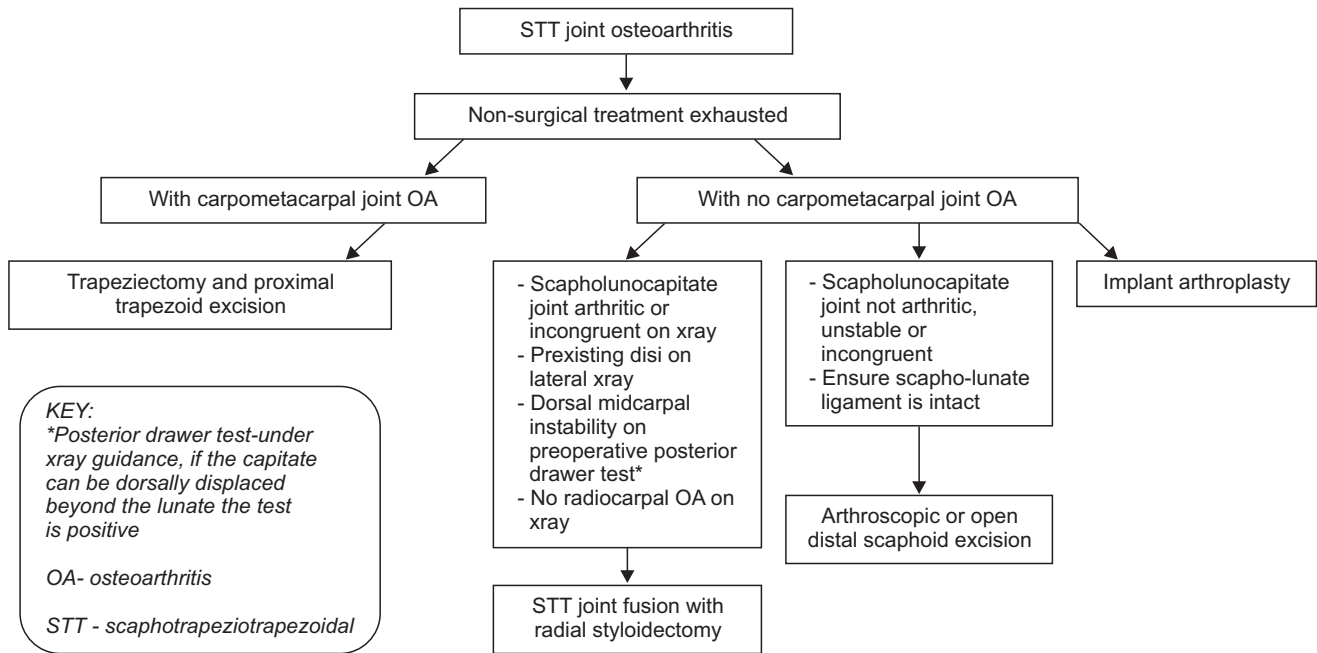 STT joint osteoarthritis
Non-surgical treatment exhausted
With carpometacarpal joint OA
With no carpometacarpal joint OA
Trapeziectomy and proximal
trapezoid excision
- Scapholunocapitate
joint arthritic or
incongruent on xray
- Prexisting disi on
lateral xray
- Dorsal midcarpal
instability on
preoperative posterior
drawer test*
- No radiocarpal OA on
xray
- Scapholunocapitate
joint not arthritic,
unstable or
incongruent
- Ensure scapho-lunate
ligament is intact
Implant arthroplasty
STT joint fusion with
radial styloidectomy
Arthroscopic or open
distal scaphoid excision
KEY:
*Posterior drawer test-under
xray guidance, if the capitate
can be dorsally displaced
beyond the lunate the test
is positive
OA- osteoarthritis
STT - scaphotrapeziotrapezoidal